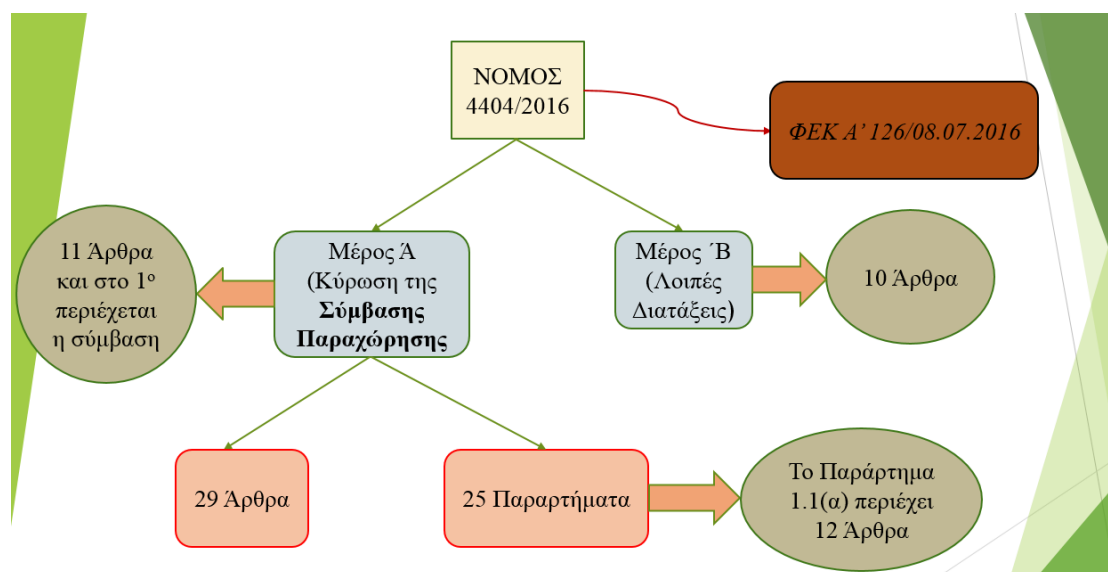 ΝΟΜΟΣ
4404/2016
ΦΕΚ Α’ 126/08.07.2016
11 Άρθρα
και στο 1ο
περιέχεται
η σύμβαση
Μέρος Ά
(Κύρωση της
Σύμβασης
Παραχώρησης
Μέρος ΄Β
(Λοιπές
Διατάξεις)
10 Άρθρα
29 Άρθρα
25 Παραρτήματα
Το Παράρτημα
1.1(α) περιέχει
12 Άρθρα